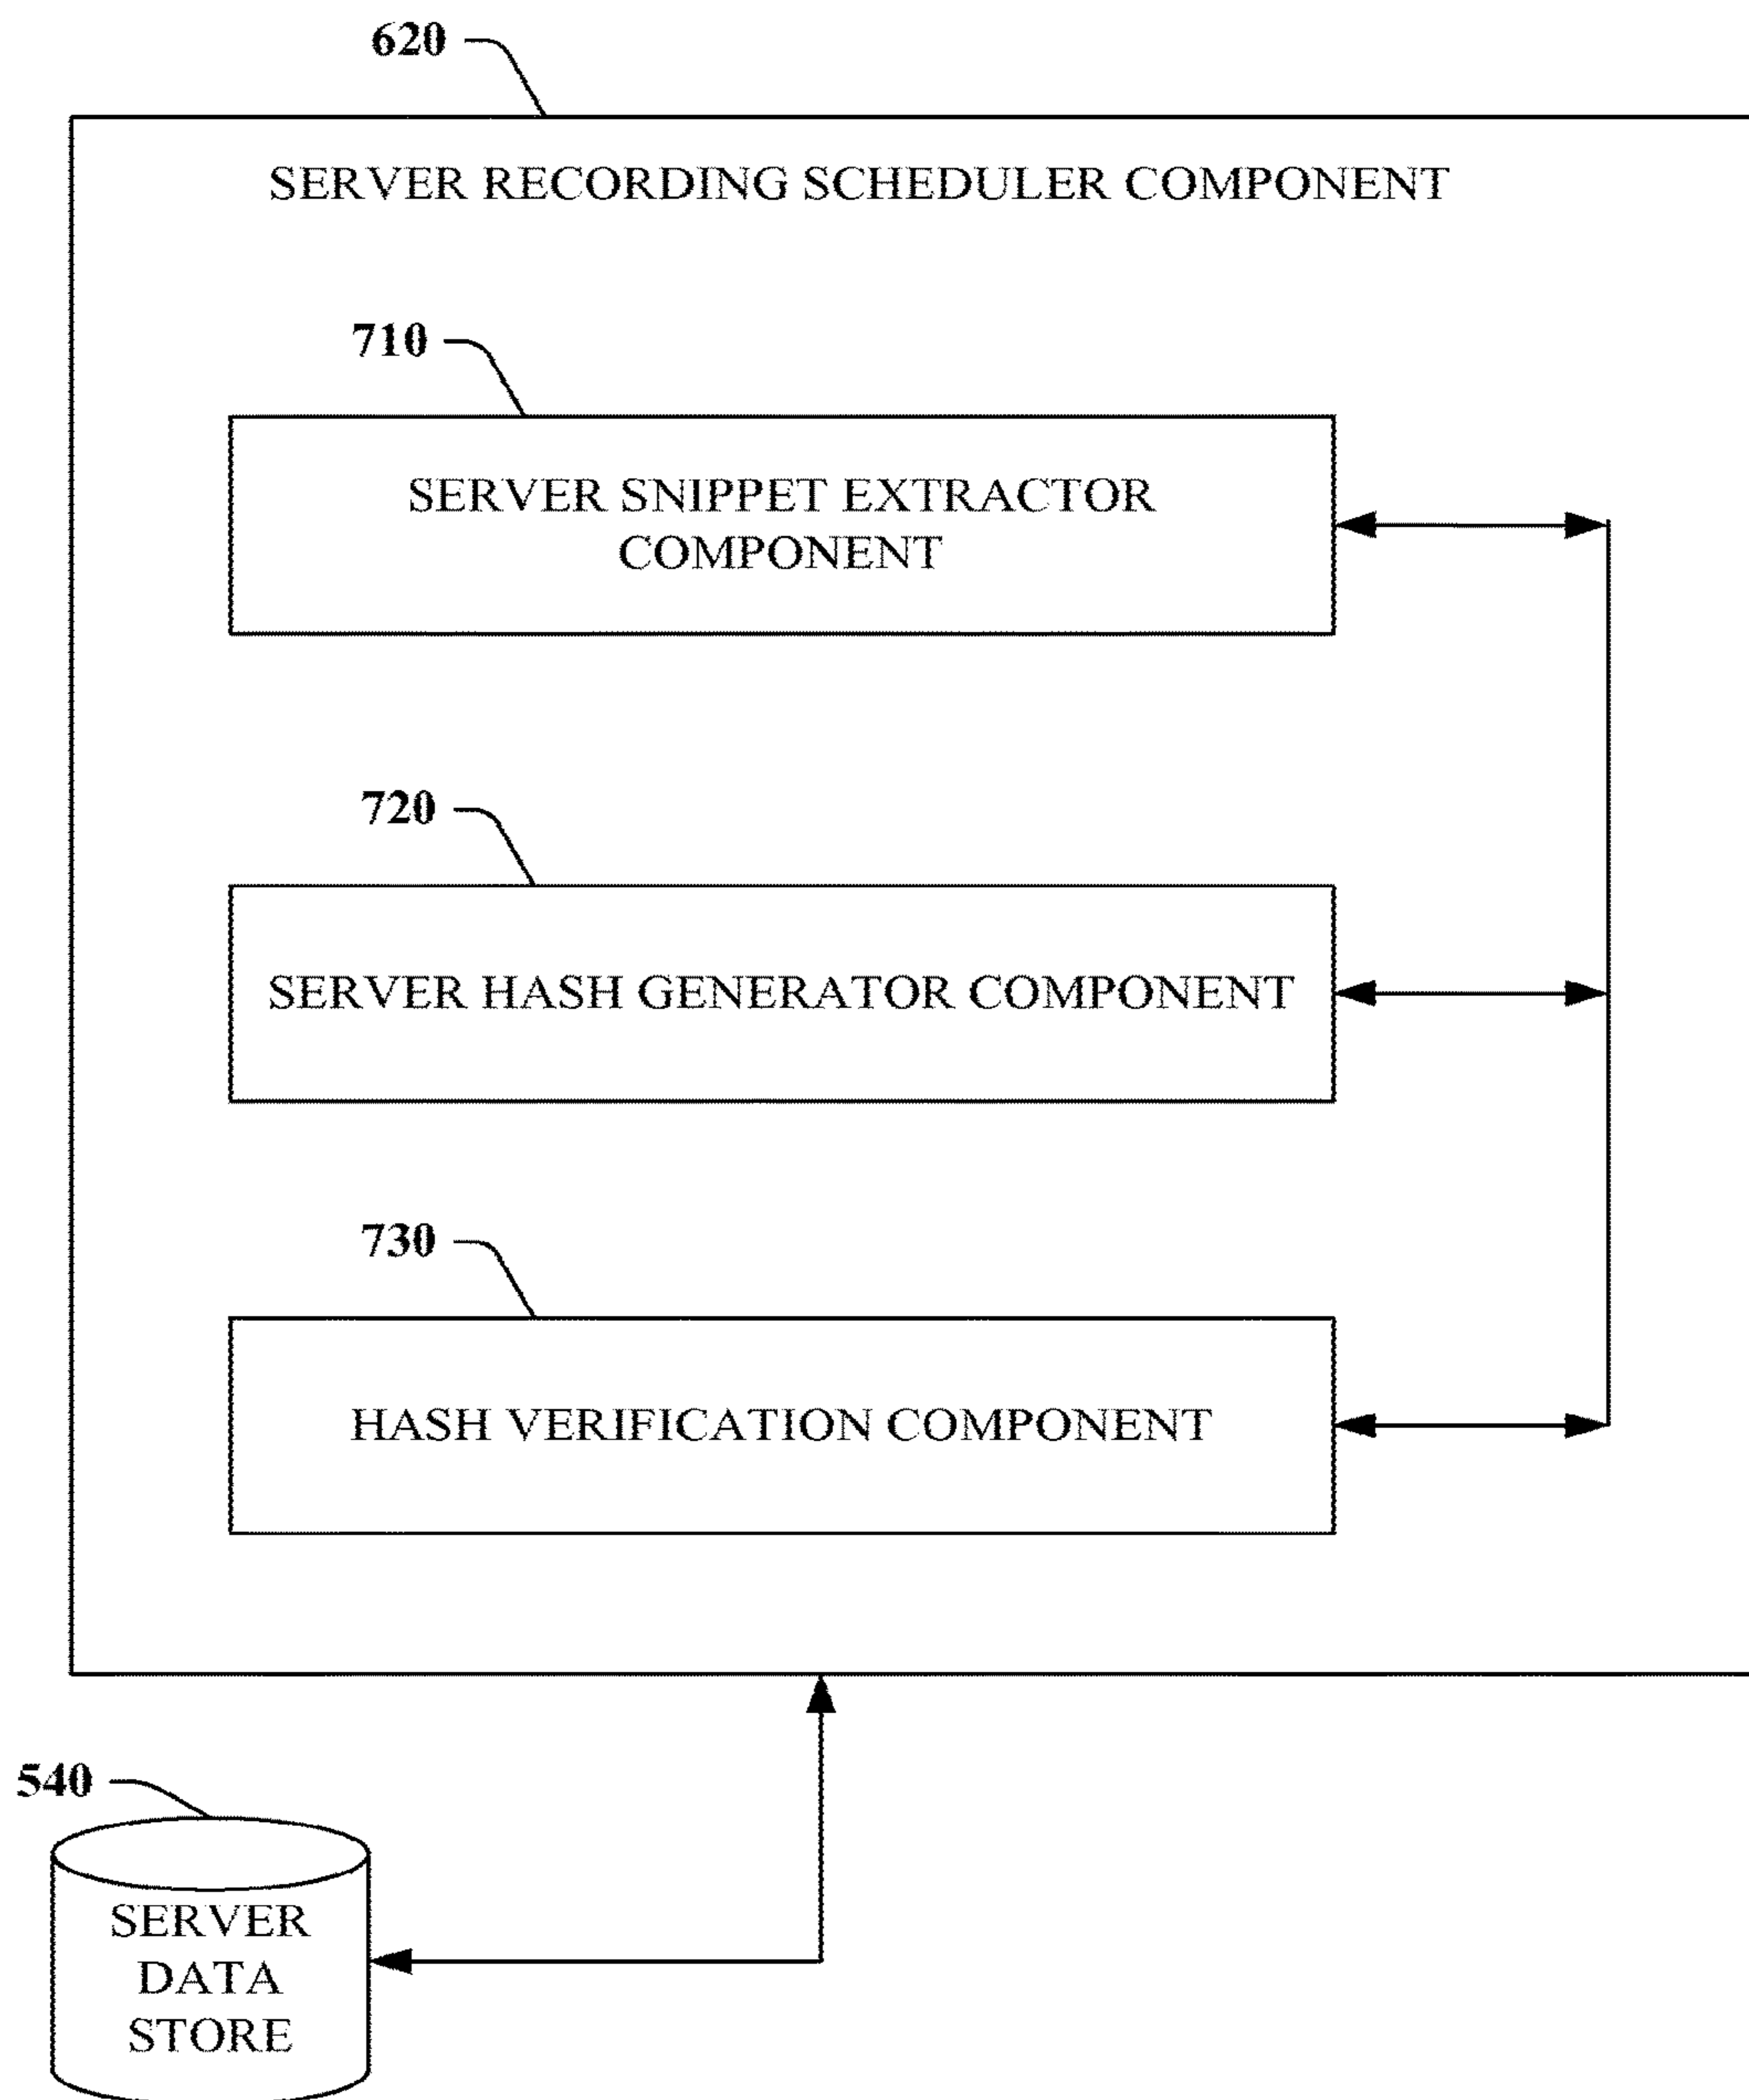 620
SERVER RECORDING SCHEDULER COMPONENT
710
SERVER SNIPPET EXTRACTOR
COMPONENT
720
SERVER HASH GENERATOR COMPONENT
730
HASH VERIFICATION COMPONENT
540
SERVER
DATA
STORE